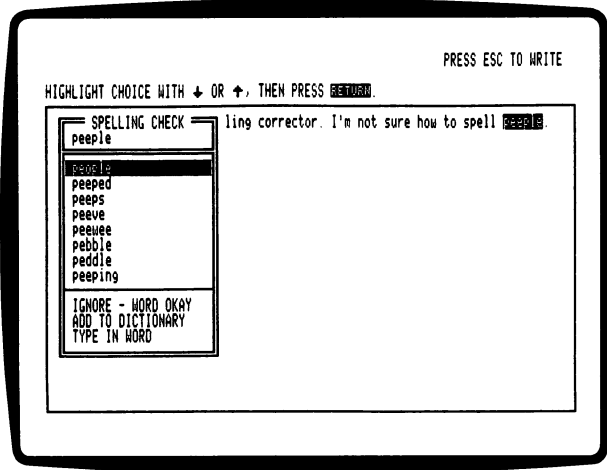 PRESS ESC TO WRITE
HIGHLIGHT CHOICE WITH ↓ OR ↑, THEN PRESS RETURN.
SPELLING CHECK
peeple
ling corrector. I'm not sure how to spell peeple.
people
peeped
peeps
peeve
peewee
pebble
peddle
peeping
IGNORE - WORD OKAY
ADD TO DICTIONARY
TYPE IN WORD